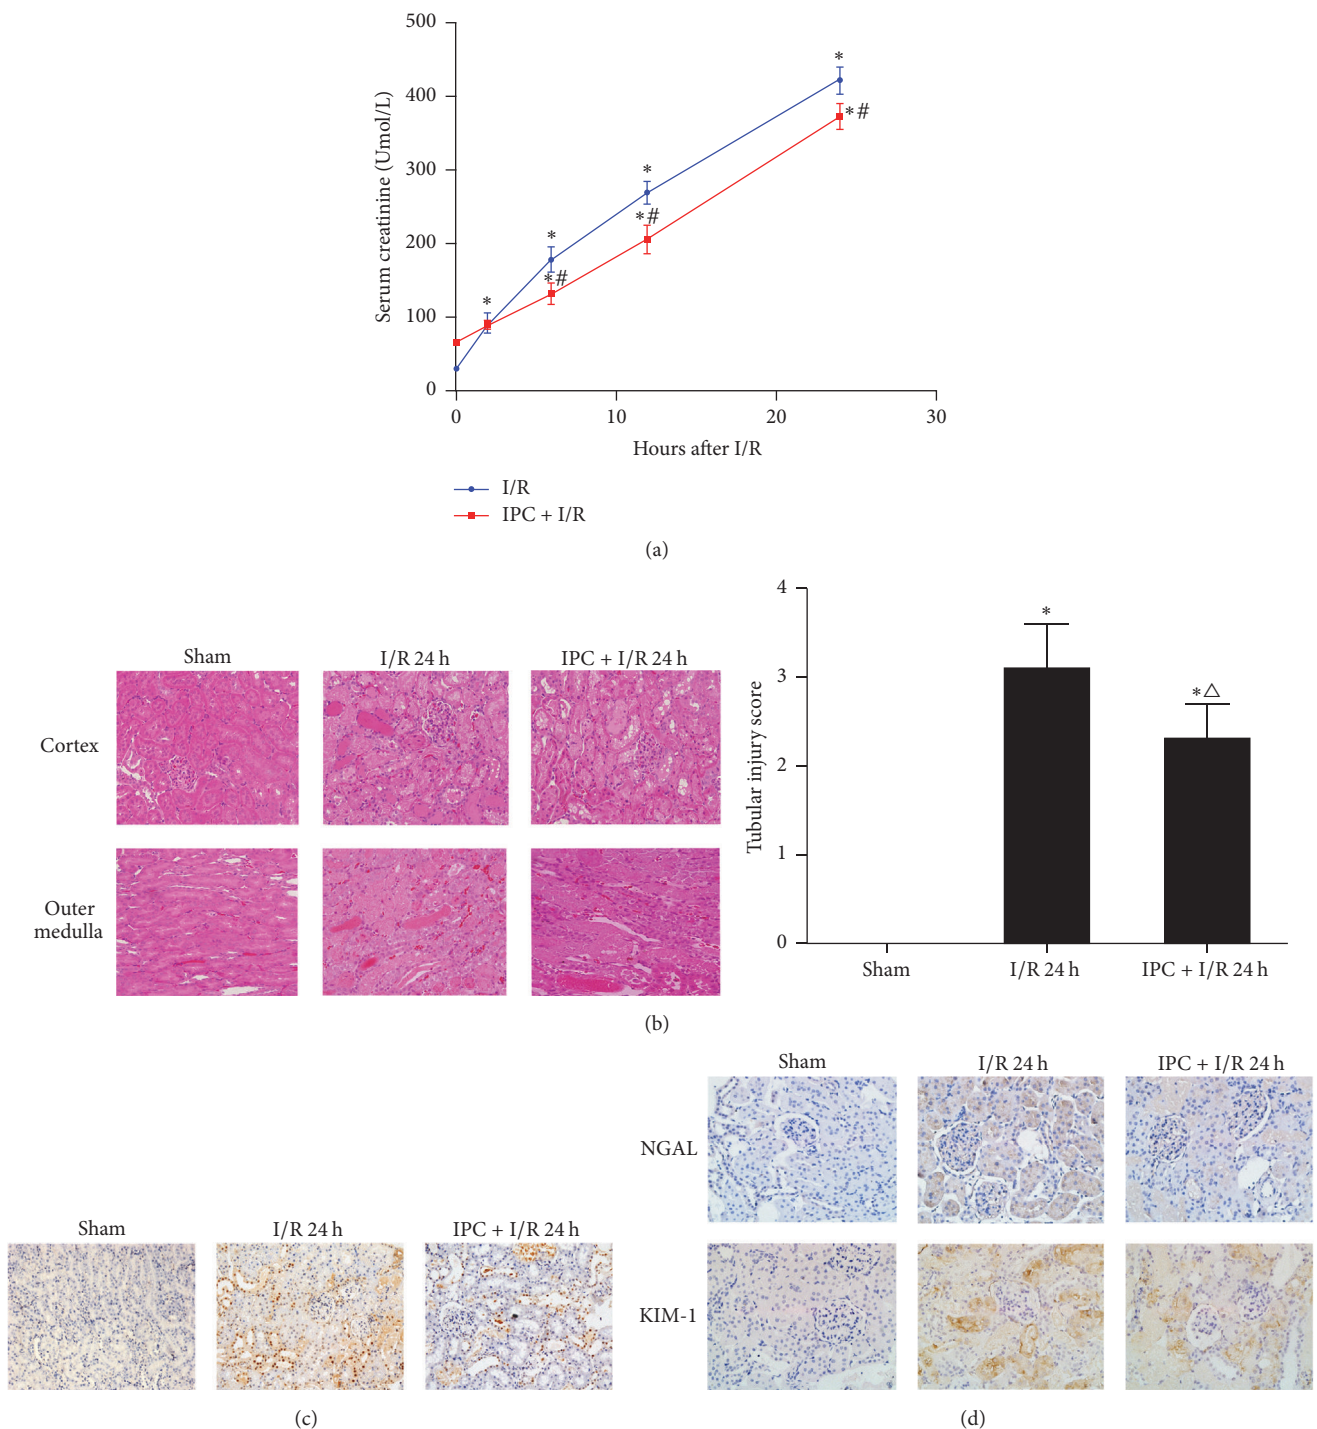 500
400
300
200
100
0
Serum creatinine (Umol/L)
*
*
*
*
*#
*#
*#
0
10
20
30
Hours after I/R
I/R
IPC + I/R
(a)
Sham
I/R 24 h
IPC + I/R 24 h
Cortex
Outer
medulla
4
3
2
1
0
Tubular injury score
*
*△
Sham
I/R 24 h
IPC + I/R 24 h
(b)
Sham
I/R 24 h
IPC + I/R 24 h
(c)
Sham
I/R 24 h
IPC + I/R 24 h
NGAL
KIM-1
(d)